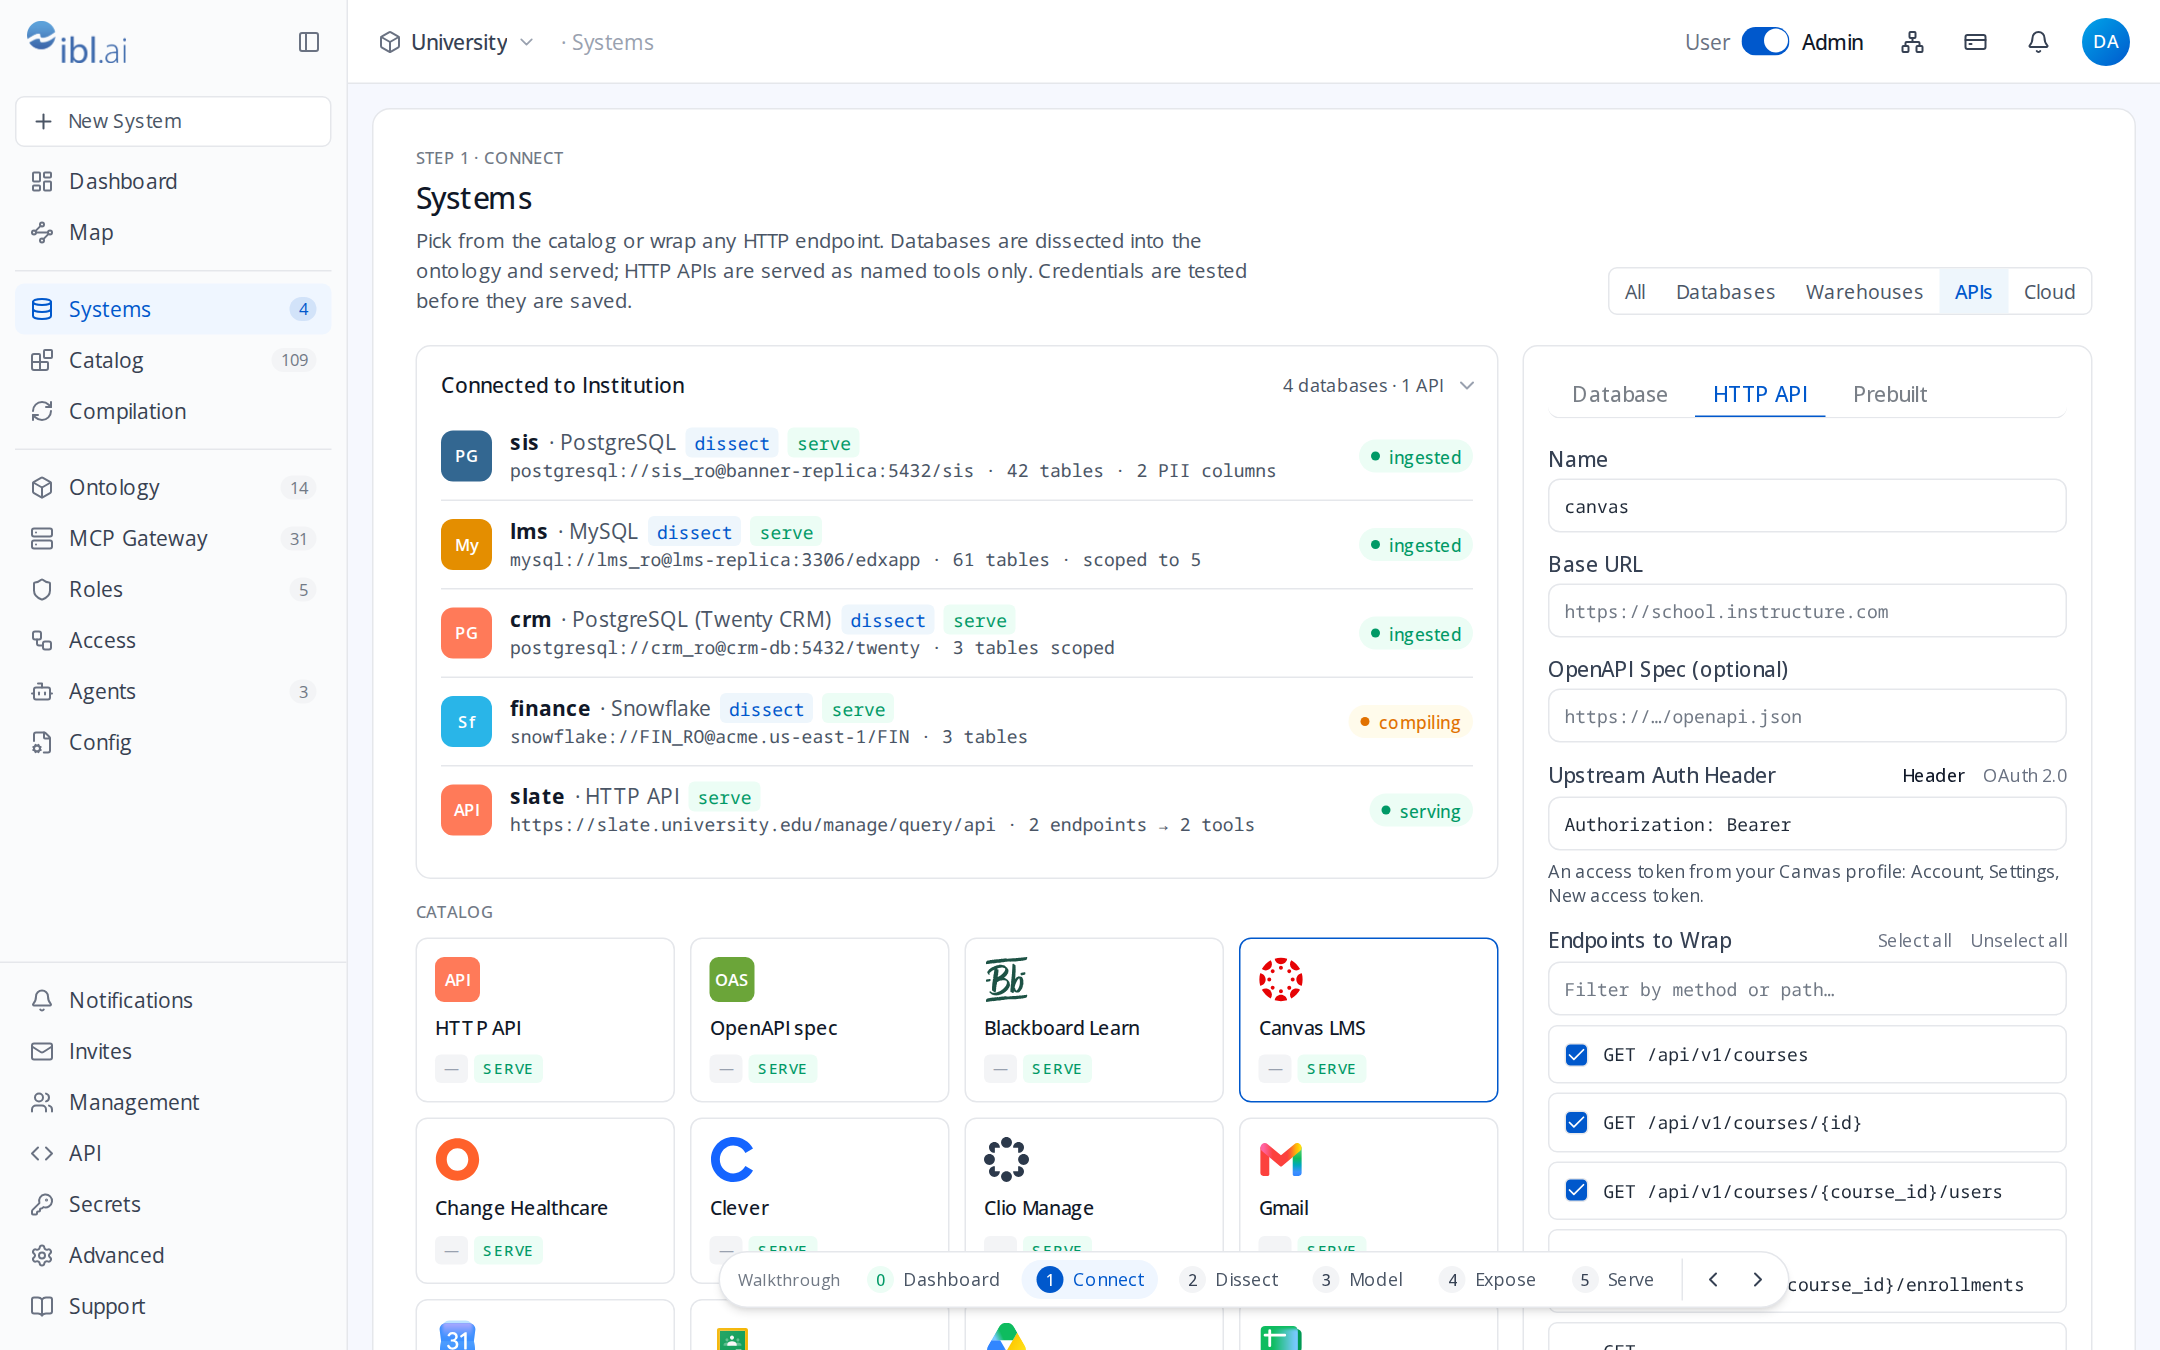 ibl.ai
New System
Dashboard
Map
Systems 4
Catalog 109
Compilation
Ontology 14
MCP Gateway 31
Roles 5
Access
Agents 3
Config
Notifications
Invites
Management
API
Secrets
Advanced
Support
University · Systems
User Admin DA
STEP 1 · CONNECT
Systems
Pick from the catalog or wrap any HTTP endpoint. Databases are dissected into the
ontology and served; HTTP APIs are served as named tools only. Credentials are tested
before they are saved.
All Databases Warehouses APIs Cloud
Connected to Institution 4 databases · 1 API
PG sis · PostgreSQL dissect serve
postgresql://sis_ro@banner-replica:5432/sis · 42 tables · 2 PII columns
ingested
My lms · MySQL dissect serve
mysql://lms_ro@lms-replica:3306/edxapp · 61 tables · scoped to 5
ingested
PG crm · PostgreSQL (Twenty CRM) dissect serve
postgresql://crm_ro@crm-db:5432/twenty · 3 tables scoped
ingested
Sf finance · Snowflake dissect serve
snowflake://FIN_RO@acme.us-east-1/FIN · 3 tables
compiling
API slate · HTTP API serve
https://slate.university.edu/manage/query/api · 2 endpoints → 2 tools
serving
CATALOG
API
HTTP API
— SERVE
OAS
OpenAPI spec
— SERVE
Bb
Blackboard Learn
— SERVE
Canvas LMS
— SERVE
Change Healthcare
— SERVE
Clever
— SERVE
Clio Manage
SERVE
Gmail
SERVE
31
Database HTTP API Prebuilt
Name
canvas
Base URL
https://school.instructure.com
OpenAPI Spec (optional)
https://…/openapi.json
Upstream Auth Header Header OAuth 2.0
Authorization: Bearer
An access token from your Canvas profile: Account, Settings,
New access token.
Endpoints to Wrap Select all Unselect all
Filter by method or path…
GET /api/v1/courses
GET /api/v1/courses/{id}
GET /api/v1/courses/{course_id}/users
course_id}/enrollments
GET
Walkthrough 0 Dashboard 1 Connect 2 Dissect 3 Model 4 Expose 5 Serve